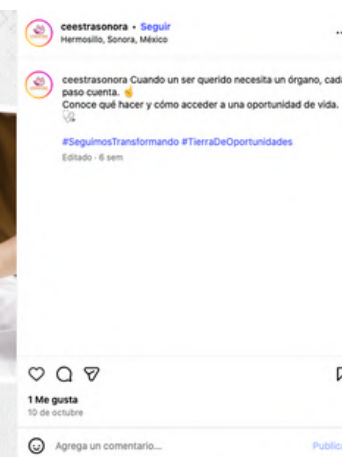 ceestrasonora • Seguir
Hermosillo, Sonora, México
ceestrasonora Cuando un ser querido necesita un órgano, cada
paso cuenta.
Conoce qué hacer y cómo acceder a una oportunidad de vida.
#SeguimosTransformando #TierraDeOportunidades
Editado · 6 sem
1 Me gusta
10 de octubre
Agrega un comentario...
Publica